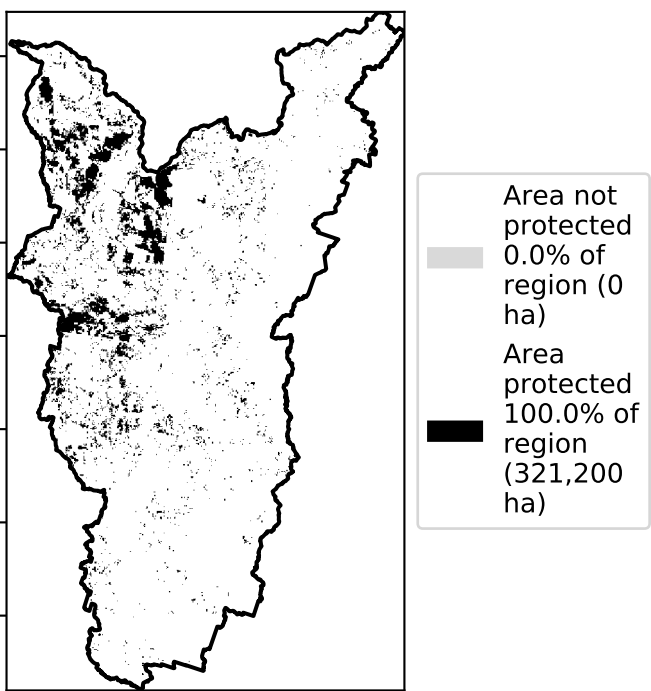 Area not
protected
0.0% of
region (0
ha)
Area
protected
100.0% of
region
(321,200
ha)